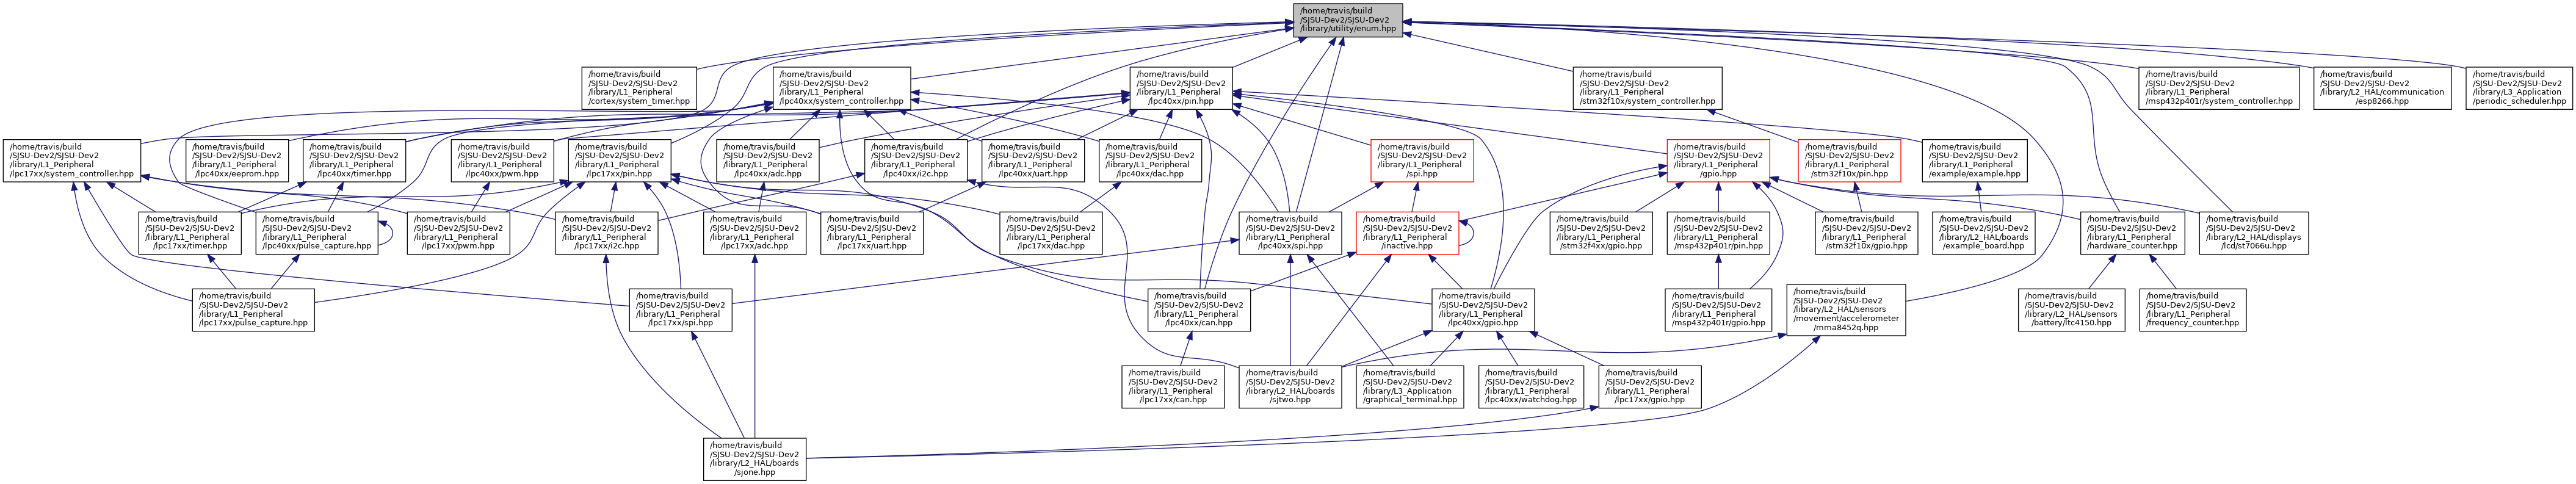 /home/travis/build
/SJSU-Dev2/SJSU-Dev2
/library/utility/enum.hpp
/home/travis/build
/SJSU-Dev2/SJSU-Dev2
/library/L1_Peripheral
/cortex/system_timer.hpp
/home/travis/build
/SJSU-Dev2/SJSU-Dev2
/library/L1_Peripheral
/lpc40xx/system_controller.hpp
/home/travis/build
/SJSU-Dev2/SJSU-Dev2
/library/L1_Peripheral
/lpc40xx/pin.hpp
/home/travis/build
/SJSU-Dev2/SJSU-Dev2
/library/L1_Peripheral
/stm32f10x/system_controller.hpp
/home/travis/build
/SJSU-Dev2/SJSU-Dev2
/library/L1_Peripheral
/msp432p401r/system_controller.hpp
/home/travis/build
/SJSU-Dev2/SJSU-Dev2
/library/L2_HAL/communication
/esp8266.hpp
/home/travis/build
/SJSU-Dev2/SJSU-Dev2
/library/L3_Application
/periodic_scheduler.hpp
/home/travis/build
/SJSU-Dev2/SJSU-Dev2
/library/L1_Peripheral
/lpc17xx/system_controller.hpp
/home/travis/build
/SJSU-Dev2/SJSU-Dev2
/library/L1_Peripheral
/lpc40xx/eeprom.hpp
/home/travis/build
/SJSU-Dev2/SJSU-Dev2
/library/L1_Peripheral
/lpc40xx/timer.hpp
/home/travis/build
/SJSU-Dev2/SJSU-Dev2
/library/L1_Peripheral
/lpc40xx/pwm.hpp
/home/travis/build
/SJSU-Dev2/SJSU-Dev2
/library/L1_Peripheral
/lpc17xx/pin.hpp
/home/travis/build
/SJSU-Dev2/SJSU-Dev2
/library/L1_Peripheral
/lpc40xx/adc.hpp
/home/travis/build
/SJSU-Dev2/SJSU-Dev2
/library/L1_Peripheral
/lpc40xx/i2c.hpp
/home/travis/build
/SJSU-Dev2/SJSU-Dev2
/library/L1_Peripheral
/lpc40xx/uart.hpp
/home/travis/build
/SJSU-Dev2/SJSU-Dev2
/library/L1_Peripheral
/lpc40xx/dac.hpp
/home/travis/build
/SJSU-Dev2/SJSU-Dev2
/library/L1_Peripheral
/spi.hpp
/home/travis/build
/SJSU-Dev2/SJSU-Dev2
/library/L1_Peripheral
/gpio.hpp
/home/travis/build
/SJSU-Dev2/SJSU-Dev2
/library/L1_Peripheral
/stm32f10x/pin.hpp
/home/travis/build
/SJSU-Dev2/SJSU-Dev2
/library/L1_Peripheral
/example/example.hpp
/home/travis/build
/SJSU-Dev2/SJSU-Dev2
/library/L1_Peripheral
/lpc17xx/timer.hpp
/home/travis/build
/SJSU-Dev2/SJSU-Dev2
/library/L1_Peripheral
/lpc40xx/pulse_capture.hpp
/home/travis/build
/SJSU-Dev2/SJSU-Dev2
/library/L1_Peripheral
/lpc17xx/pwm.hpp
/home/travis/build
/SJSU-Dev2/SJSU-Dev2
/library/L1_Peripheral
/lpc17xx/i2c.hpp
/home/travis/build
/SJSU-Dev2/SJSU-Dev2
/library/L1_Peripheral
/lpc17xx/adc.hpp
/home/travis/build
/SJSU-Dev2/SJSU-Dev2
/library/L1_Peripheral
/lpc17xx/uart.hpp
/home/travis/build
/SJSU-Dev2/SJSU-Dev2
/library/L1_Peripheral
/lpc17xx/dac.hpp
/home/travis/build
/SJSU-Dev2/SJSU-Dev2
/library/L1_Peripheral
/lpc40xx/spi.hpp
/home/travis/build
/SJSU-Dev2/SJSU-Dev2
/library/L1_Peripheral
/inactive.hpp
/home/travis/build
/SJSU-Dev2/SJSU-Dev2
/library/L1_Peripheral
/stm32f4xx/gpio.hpp
/home/travis/build
/SJSU-Dev2/SJSU-Dev2
/library/L1_Peripheral
/msp432p401r/pin.hpp
/home/travis/build
/SJSU-Dev2/SJSU-Dev2
/library/L1_Peripheral
/stm32f10x/gpio.hpp
/home/travis/build
/SJSU-Dev2/SJSU-Dev2
/library/L2_HAL/boards
/example_board.hpp
/home/travis/build
/SJSU-Dev2/SJSU-Dev2
/library/L1_Peripheral
/hardware_counter.hpp
/home/travis/build
/SJSU-Dev2/SJSU-Dev2
/library/L2_HAL/displays
/lcd/st7066u.hpp
/home/travis/build
/SJSU-Dev2/SJSU-Dev2
/library/L1_Peripheral
/lpc17xx/pulse_capture.hpp
/home/travis/build
/SJSU-Dev2/SJSU-Dev2
/library/L1_Peripheral
/lpc17xx/spi.hpp
/home/travis/build
/SJSU-Dev2/SJSU-Dev2
/library/L1_Peripheral
/lpc40xx/can.hpp
/home/travis/build
/SJSU-Dev2/SJSU-Dev2
/library/L1_Peripheral
/lpc40xx/gpio.hpp
/home/travis/build
/SJSU-Dev2/SJSU-Dev2
/library/L1_Peripheral
/msp432p401r/gpio.hpp
/home/travis/build
/SJSU-Dev2/SJSU-Dev2
/library/L2_HAL/sensors
/movement/accelerometer
/mma8452q.hpp
/home/travis/build
/SJSU-Dev2/SJSU-Dev2
/library/L2_HAL/sensors
/battery/ltc4150.hpp
/home/travis/build
/SJSU-Dev2/SJSU-Dev2
/library/L1_Peripheral
/frequency_counter.hpp
/home/travis/build
/SJSU-Dev2/SJSU-Dev2
/library/L1_Peripheral
/lpc17xx/can.hpp
/home/travis/build
/SJSU-Dev2/SJSU-Dev2
/library/L2_HAL/boards
/sjtwo.hpp
/home/travis/build
/SJSU-Dev2/SJSU-Dev2
/library/L3_Application
/graphical_terminal.hpp
/home/travis/build
/SJSU-Dev2/SJSU-Dev2
/library/L1_Peripheral
/lpc40xx/watchdog.hpp
/home/travis/build
/SJSU-Dev2/SJSU-Dev2
/library/L1_Peripheral
/lpc17xx/gpio.hpp
/home/travis/build
/SJSU-Dev2/SJSU-Dev2
/library/L2_HAL/boards
/sjone.hpp